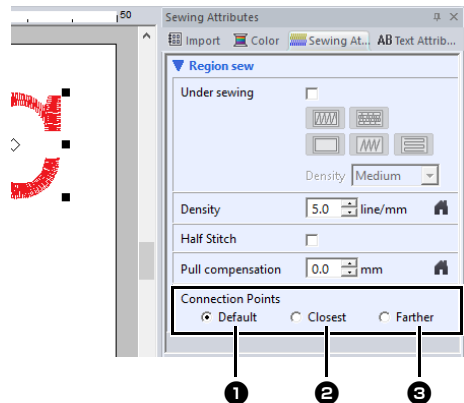 50
Sewing Attributes
Import Color Sewing At... AB Text Attrib...
Region sew
Under sewing
Density Medium
Density 5.0 line/mm
Half Stitch
Pull compensation 0.0 mm
Connection Points
Default Closest Farther
1 2 3